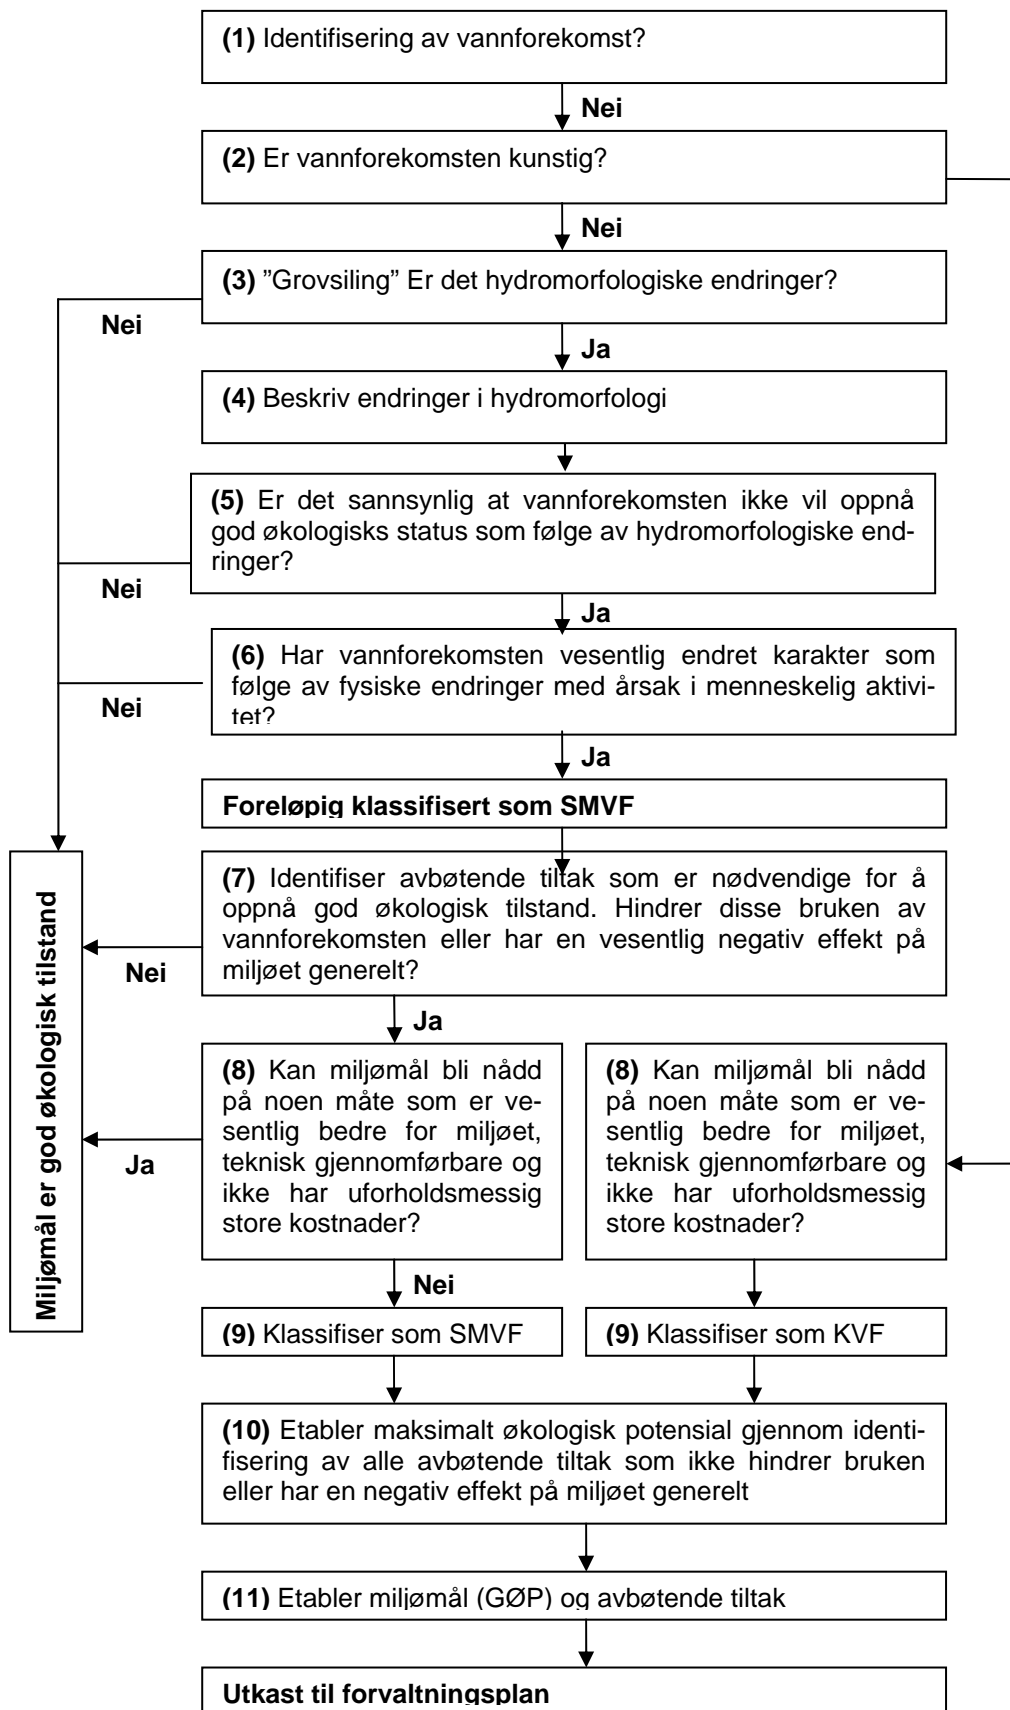 (1) Identifisering av vannforekomst?
Nei
(2) Er vannforekomsten kunstig?
Nei
(3) ”Grovsiling” Er det hydromorfologiske endringer?
Nei
Ja
(4) Beskriv endringer i hydromorfologi
(5) Er det sannsynlig at vannforekomsten ikke vil oppnå
god økologisks status som følge av hydromorfologiske end-
ringer?
Nei
Ja
(6) Har vannforekomsten vesentlig endret karakter som
følge av fysiske endringer med årsak i menneskelig aktivi-
tet?
Nei
Ja
Foreløpig klassifisert som SMVF
Miljømål er god økologisk tilstand
(7) Identifiser avbøtende tiltak som er nødvendige for å
oppnå god økologisk tilstand. Hindrer disse bruken av
vannforekomsten eller har en vesentlig negativ effekt på
miljøet generelt?
Nei
Ja
(8) Kan miljømål bli nådd
på noen måte som er ve-
sentlig bedre for miljøet,
teknisk gjennomførbare og
ikke har uforholdsmessig
store kostnader?
Ja
Nei
(8) Kan miljømål bli nådd
på noen måte som er ve-
sentlig bedre for miljøet,
teknisk gjennomførbare og
ikke har uforholdsmessig
store kostnader?
(9) Klassifiser som SMVF
(9) Klassifiser som KVF
(10) Etabler maksimalt økologisk potensial gjennom identi-
fisering av alle avbøtende tiltak som ikke hindrer bruken
eller har en negativ effekt på miljøet generelt
(11) Etabler miljømål (GØP) og avbøtende tiltak
Utkast til forvaltningsplan